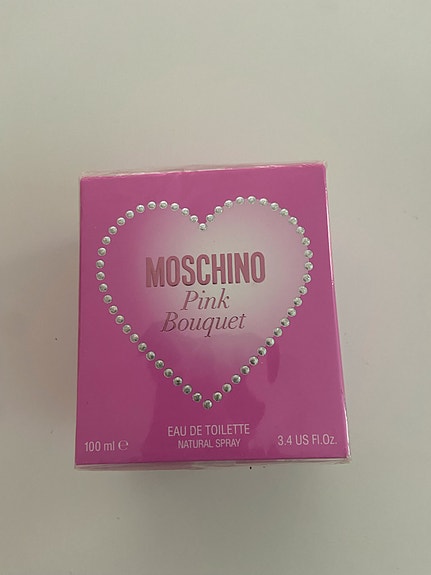 MOSCHINO
Pink
Bouquet
EAU DE TOILETTE
NATURAL SPRAY
100 ml ℮
3.4 US Fl.Oz.